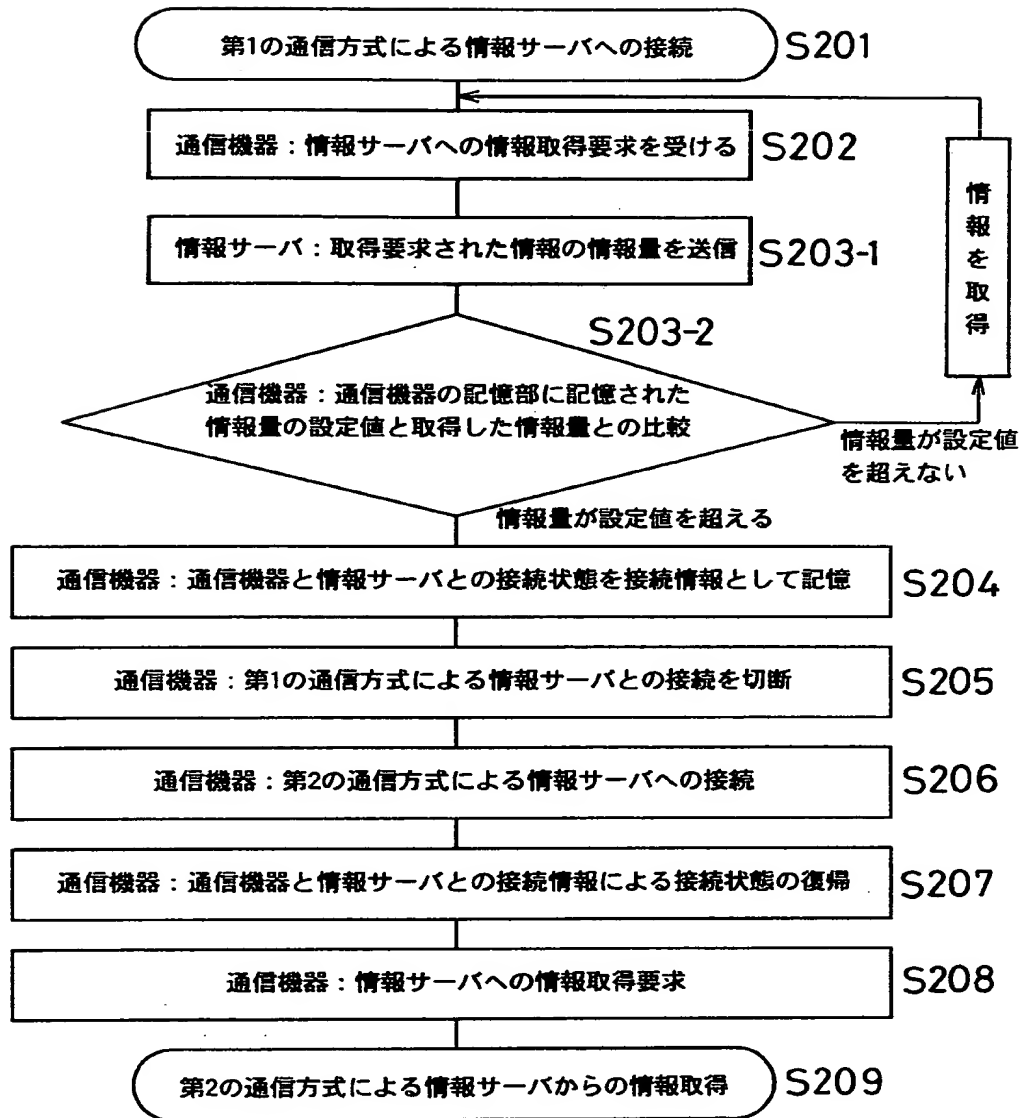 第1の通信方式による情報サーバへの接続
S201
通信機器：情報サーバへの情報取得要求を受ける
S202
情報サーバ：取得要求された情報の情報量を送信
S203-1
情報を取得
S203-2
通信機器：通信機器の記憶部に記憶された
情報量の設定値と取得した情報量との比較
情報量が設定値
を超えない
情報量が設定値を超える
通信機器：通信機器と情報サーバとの接続状態を接続情報として記憶
S204
通信機器：第1の通信方式による情報サーバとの接続を切断
S205
通信機器：第2の通信方式による情報サーバへの接続
S206
通信機器：通信機器と情報サーバとの接続情報による接続状態の復帰
S207
通信機器：情報サーバへの情報取得要求
S208
第2の通信方式による情報サーバからの情報取得
S209